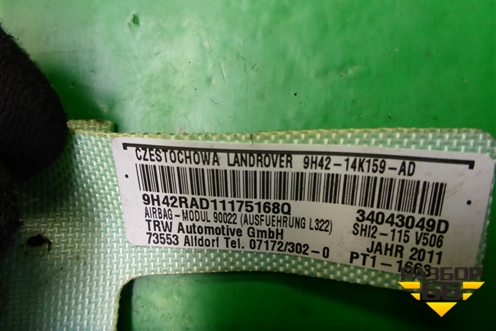 CZESTOCHOWA LANDROVER 9H42-14K159-AD
9H42RAD11175168Q 34043049D
AIRBAG-MODUL 90022 (AUSFUEHRUNG L322) SHI2-115 V506
TRW Automotive GmbH JAHR 2011
73553 Alfdorf Tel. 07172/302-0 PT1-1663
РАЗБОР